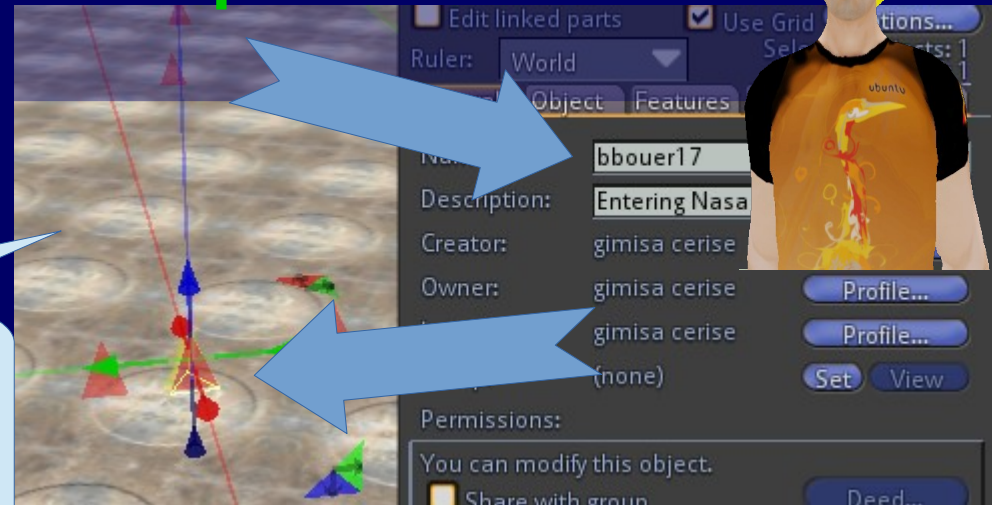 Edit linked parts
Use Grid
tions...
Ruler:
World
1
1
Object
Features
bbouer17
Description:
Entering Nasa
Creator:
gimisa cerise
Owner:
gimisa cerise
Profile...
gimisa cerise
Profile...
(none)
Set
View
Permissions:
You can modify this object.
Share with group
Deed...
ubuntu